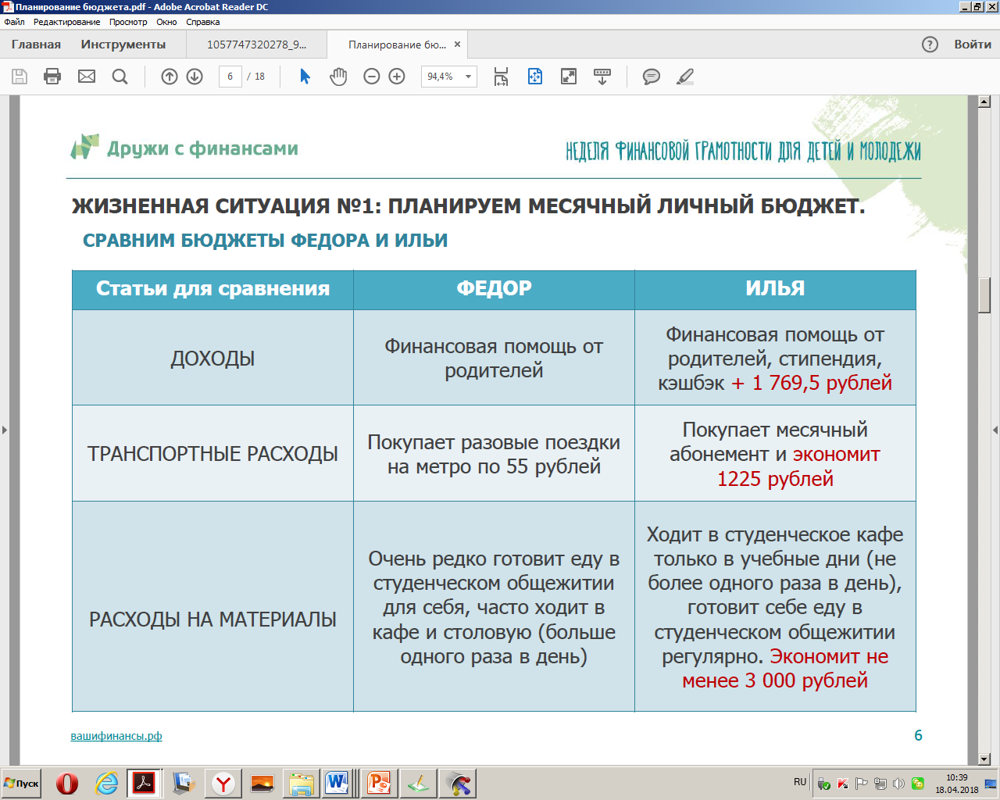 Планирование бюджета.pdf - Adobe Acrobat Reader DC
Файл Редактирование Просмотр Окно Справка
Главная Инструменты 1057747320278_9... Планирование бю... × ? Войти
6 / 18 94,4%
Дружи с финансами
НЕДЕЛЯ ФИНАНСОВОЙ ГРАМОТНОСТИ ДЛЯ ДЕТЕЙ И МОЛОДЕЖИ
ЖИЗНЕННАЯ СИТУАЦИЯ №1: ПЛАНИРУЕМ МЕСЯЧНЫЙ ЛИЧНЫЙ БЮДЖЕТ.
СРАВНИМ БЮДЖЕТЫ ФЕДОРА И ИЛЬИ
Статьи для сравнения
ФЕДОР
ИЛЬЯ
ДОХОДЫ
Финансовая помощь от
родителей
Финансовая помощь от
родителей, стипендия,
кэшбэк + 1 769,5 рублей
ТРАНСПОРТНЫЕ РАСХОДЫ
Покупает разовые поездки
на метро по 55 рублей
Покупает месячный
абонемент и экономит
1225 рублей
РАСХОДЫ НА МАТЕРИАЛЫ
Очень редко готовит еду в
студенческом общежитии
для себя, часто ходит в
кафе и столовую (больше
одного раза в день)
Ходит в студенческое кафе
только в учебные дни (не
более одного раза в день),
готовит себе еду в
студенческом общежитии
регулярно. Экономит не
менее 3 000 рублей
вашифинансы.рф
6
Пуск
RU
10:39
18.04.2018